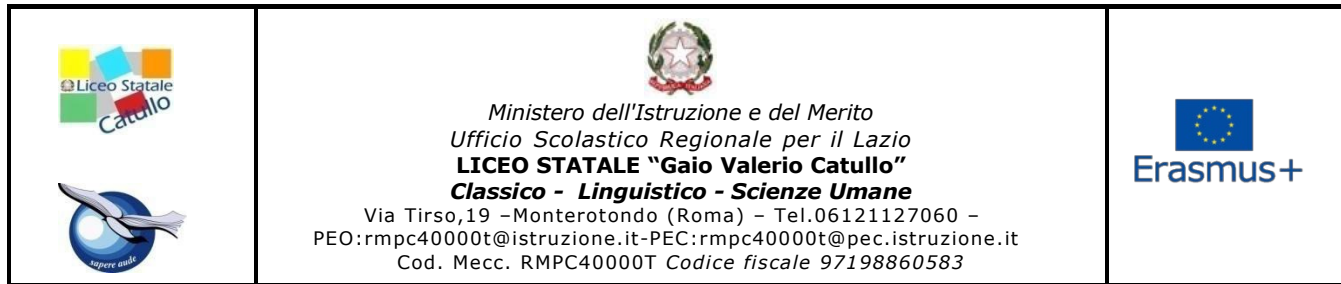 Liceo Statale
Catullo
sapere aude
Ministero dell'Istruzione e del Merito
Ufficio Scolastico Regionale per il Lazio
LICEO STATALE “Gaio Valerio Catullo”
Classico - Linguistico - Scienze Umane
Via Tirso,19 –Monterotondo (Roma) – Tel.06121127060 –
PEO:rmpc40000t@istruzione.it-PEC:rmpc40000t@pec.istruzione.it
Cod. Mecc. RMPC40000T Codice fiscale 97198860583
Erasmus+